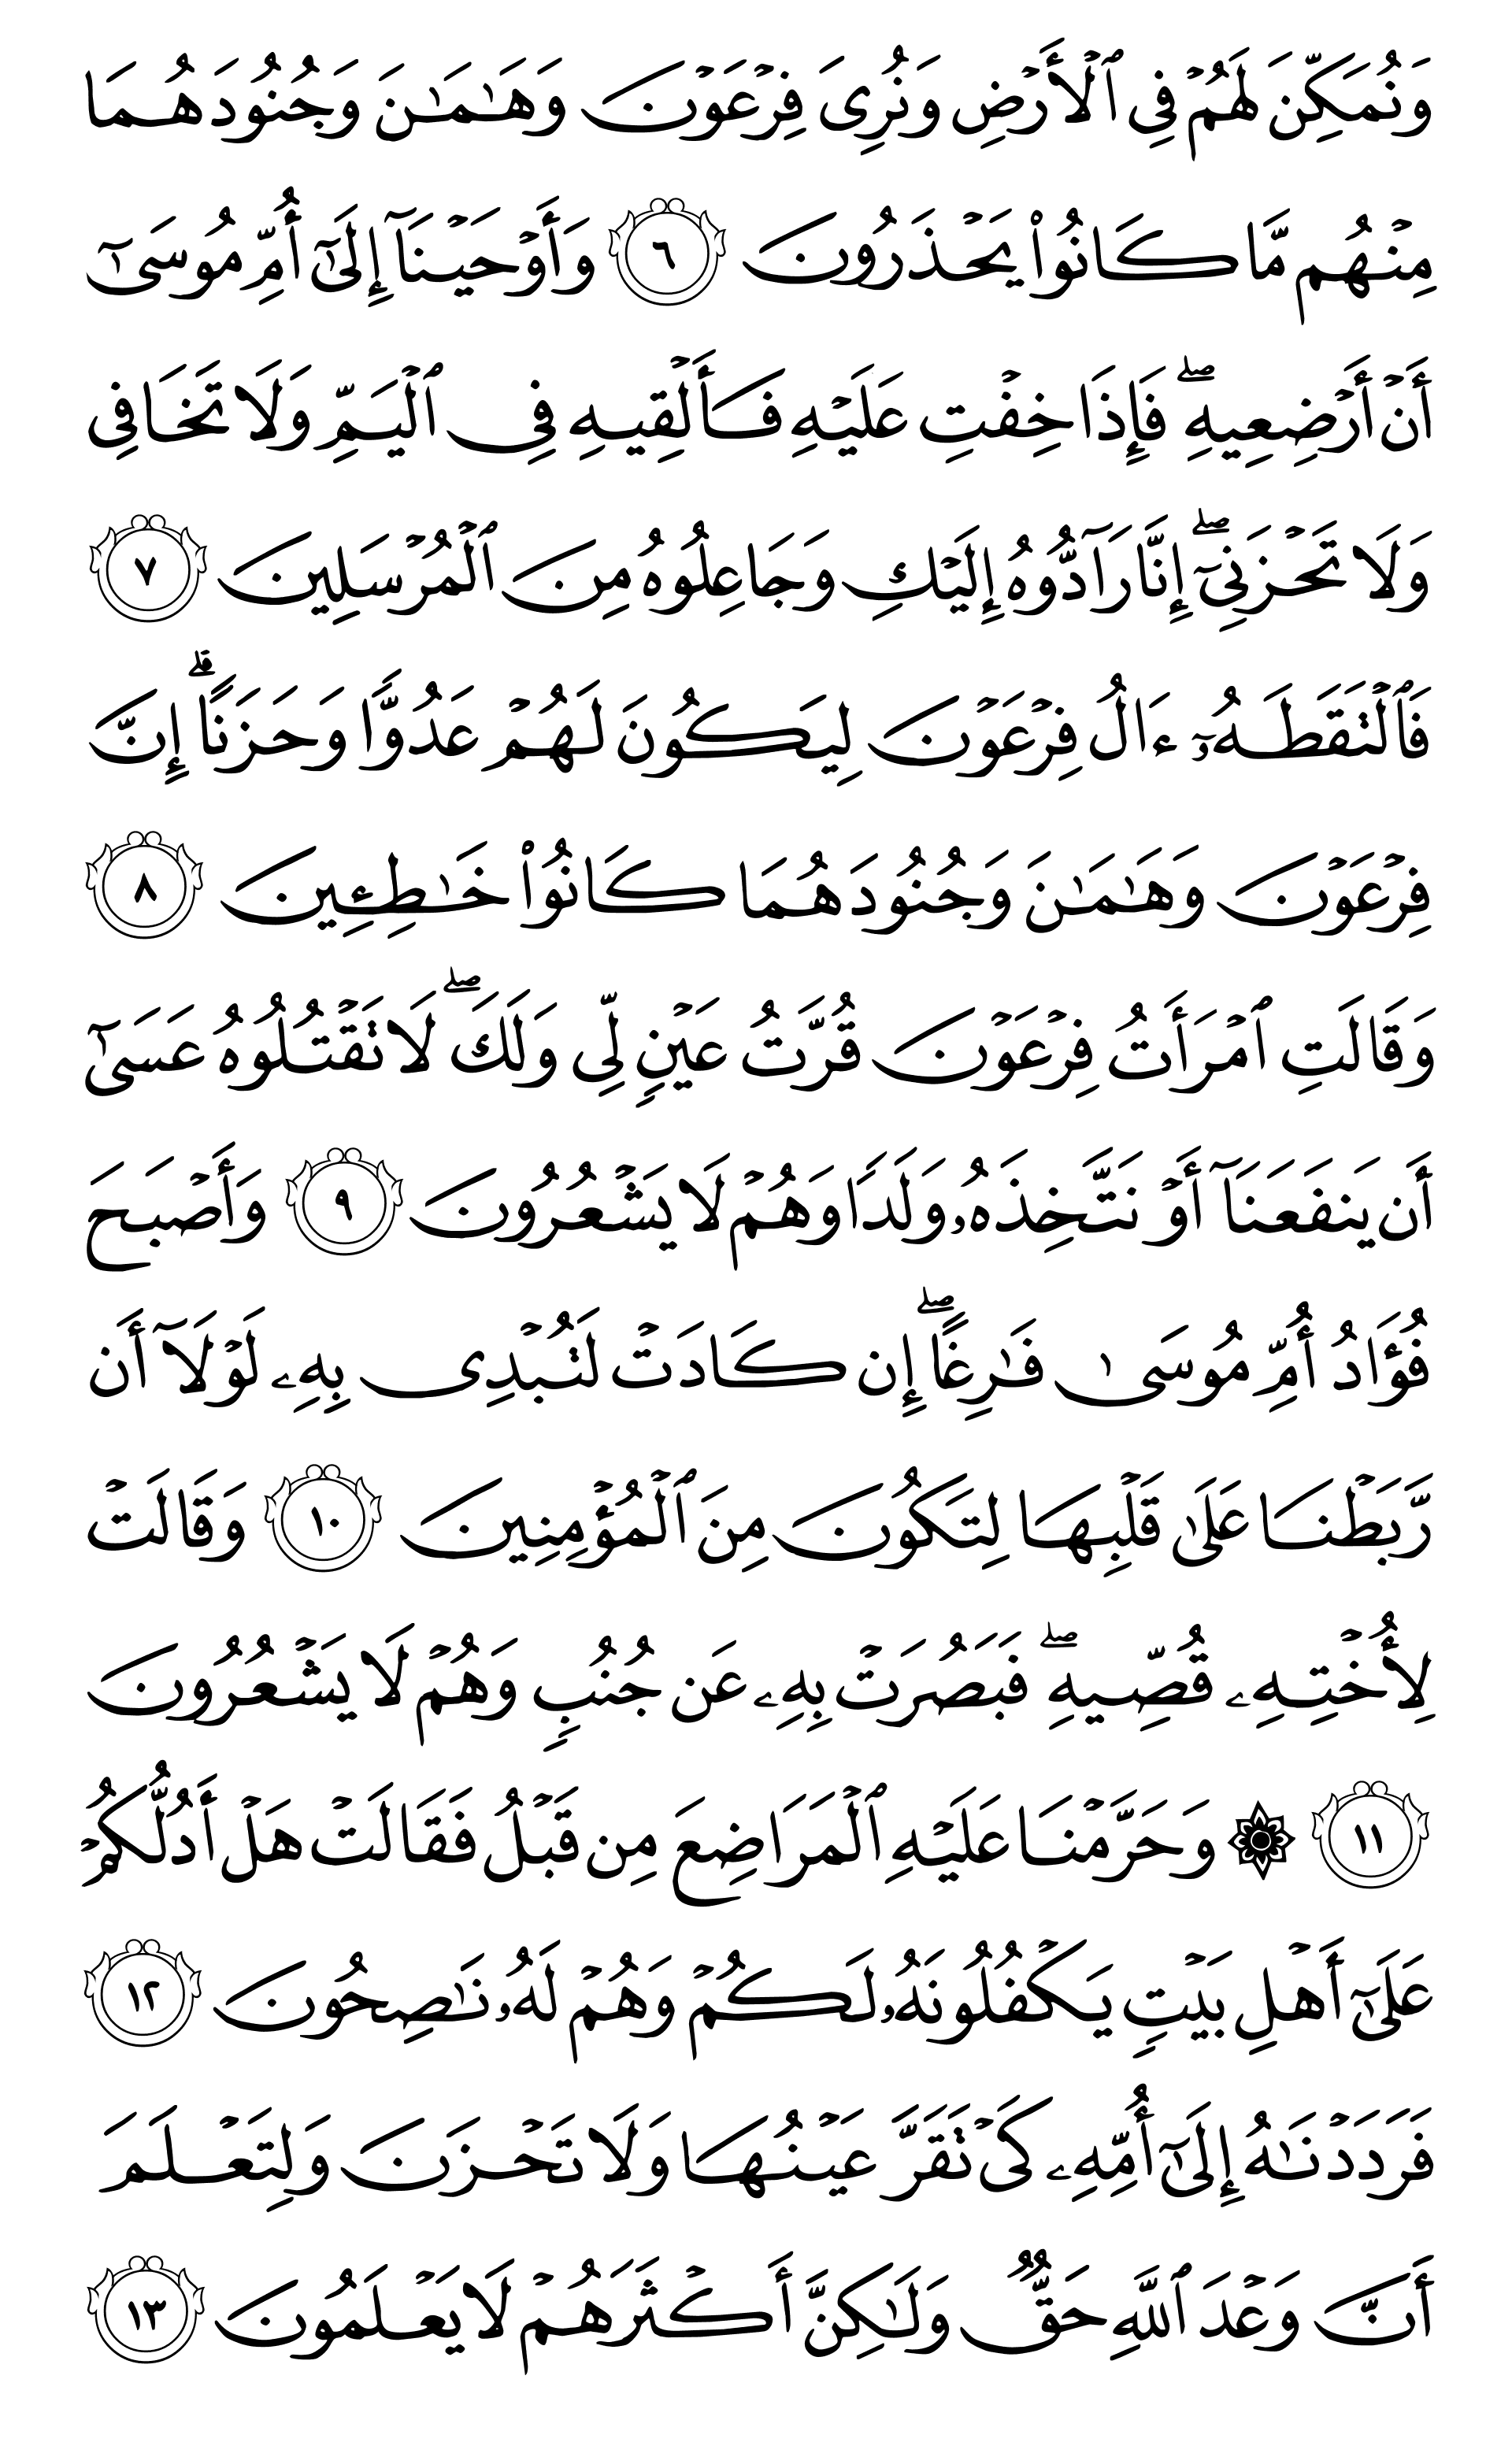 وَنُمَكِّنَ لَهُمْ فِي ٱلْأَرْضِ وَنُرِىَ فِرْعَوْنَ وَهَـٰمَـٰنَ وَجُنُودَهُمَا
مِنْهُم مَّا كَانُوا۟ يَحْذَرُونَ ٦ وَأَوْحَيْنَآ إِلَىٰٓ أُمِّ مُوسَىٰٓ
أَنْ أَرْضِعِيهِ ۖ فَإِذَا خِفْتِ عَلَيْهِ فَأَلْقِيهِ فِى ٱلْيَمِّ وَلَا تَخَافِى
وَلَا تَحْزَنِىٓ ۖ إِنَّا رَآدُّوهُ إِلَيْكِ وَجَاعِلُوهُ مِنَ ٱلْمُرْسَلِينَ ٧
فَٱلْتَقَطَهُۥٓ ءَالُ فِرْعَوْنَ لِيَكُونَ لَهُمْ عَدُوًّا وَحَزَنًا ۗ إِنَّ
فِرْعَوْنَ وَهَـٰمَـٰنَ وَجُنُودَهُمَا كَانُوا۟ خَـٰطِـِٔينَ ٨
وَقَالَتِ ٱمْرَأَتُ فِرْعَوْنَ قُرَّتُ عَيْنٍ لِّى وَلَكَ ۖ لَا تَقْتُلُوهُ عَسَىٰٓ
أَن يَنفَعَنَآ أَوْ نَتَّخِذَهُۥ وَلَدًا وَهُمْ لَا يَشْعُرُونَ ٩ وَأَصْبَحَ
فُؤَادُ أُمِّ مُوسَىٰ فَـٰرِغًا ۖ إِن كَادَتْ لَتُبْدِى بِهِۦ لَوْلَآ أَن
رَّبَطْنَا عَلَىٰ قَلْبِهَا لِتَكُونَ مِنَ ٱلْمُؤْمِنِينَ ١٠ وَقَالَتْ
لِأُخْتِهِۦ قُصِّيهِ ۖ فَبَصُرَتْ بِهِۦ عَن جُنُبٍ وَهُمْ لَا يَشْعُرُونَ
١١ ۞ وَحَرَّمْنَا عَلَيْهِ ٱلْمَرَاضِعَ مِن قَبْلُ فَقَالَتْ هَلْ أَدُلُّكُمْ
عَلَىٰٓ أَهْلِ بَيْتٍ يَكْفُلُونَهُۥ لَكُمْ وَهُمْ لَهُۥ نَـٰصِحُونَ ١٢
فَرَدَدْنَـٰهُ إِلَىٰٓ أُمِّهِۦ كَىْ تَقَرَّ عَيْنُهَا وَلَا تَحْزَنَ وَلِتَعْلَمَ
أَنَّ وَعْدَ ٱللَّهِ حَقٌّ وَلَـٰكِنَّ أَكْثَرَهُمْ لَا يَعْلَمُونَ ١٣